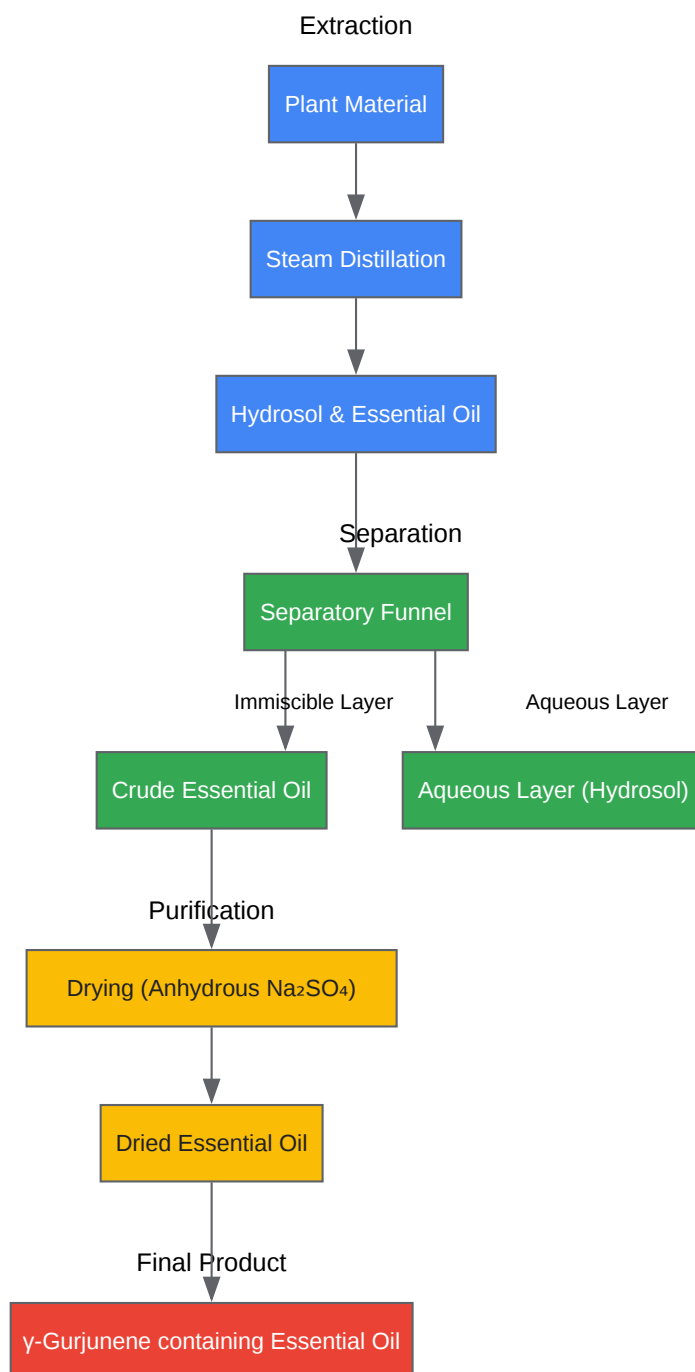 Extraction
Plant Material
Steam Distillation
Hydrosol & Essential Oil
Separation
Separatory Funnel
Immiscible Layer
Aqueous Layer
Crude Essential Oil
Aqueous Layer (Hydrosol)
Purification
Drying (Anhydrous Na₂SO₄)
Dried Essential Oil
Final Product
γ-Gurjunene containing Essential Oil